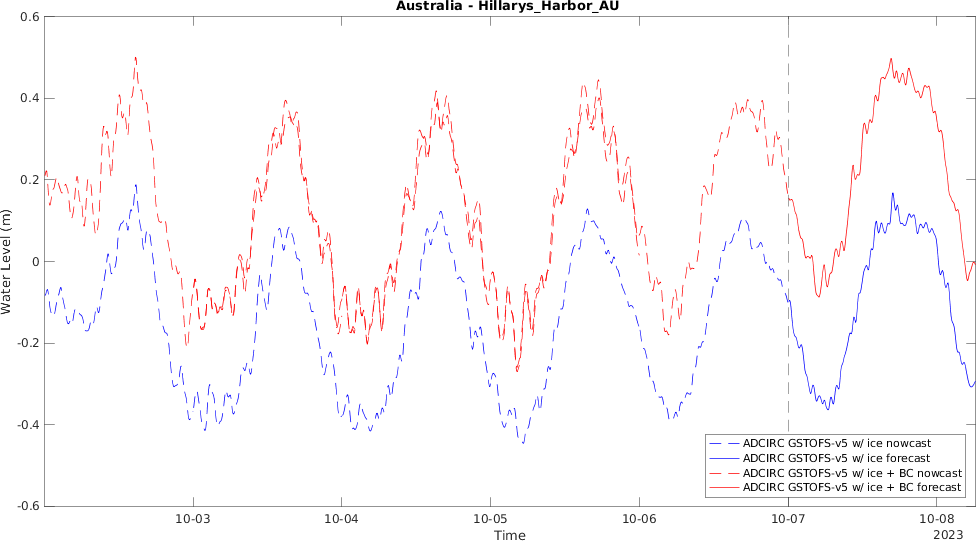 Australia - Hillarys_Harbor_AU
0.6
0.4
0.2
0
-0.2
-0.4
-0.6
Water Level (m)
10-03
10-04
10-05
10-06
10-07
10-08
Time
2023
ADCIRC GSTOFS-v5 w/ ice nowcast
ADCIRC GSTOFS-v5 w/ ice forecast
ADCIRC GSTOFS-v5 w/ ice + BC nowcast
ADCIRC GSTOFS-v5 w/ ice + BC forecast